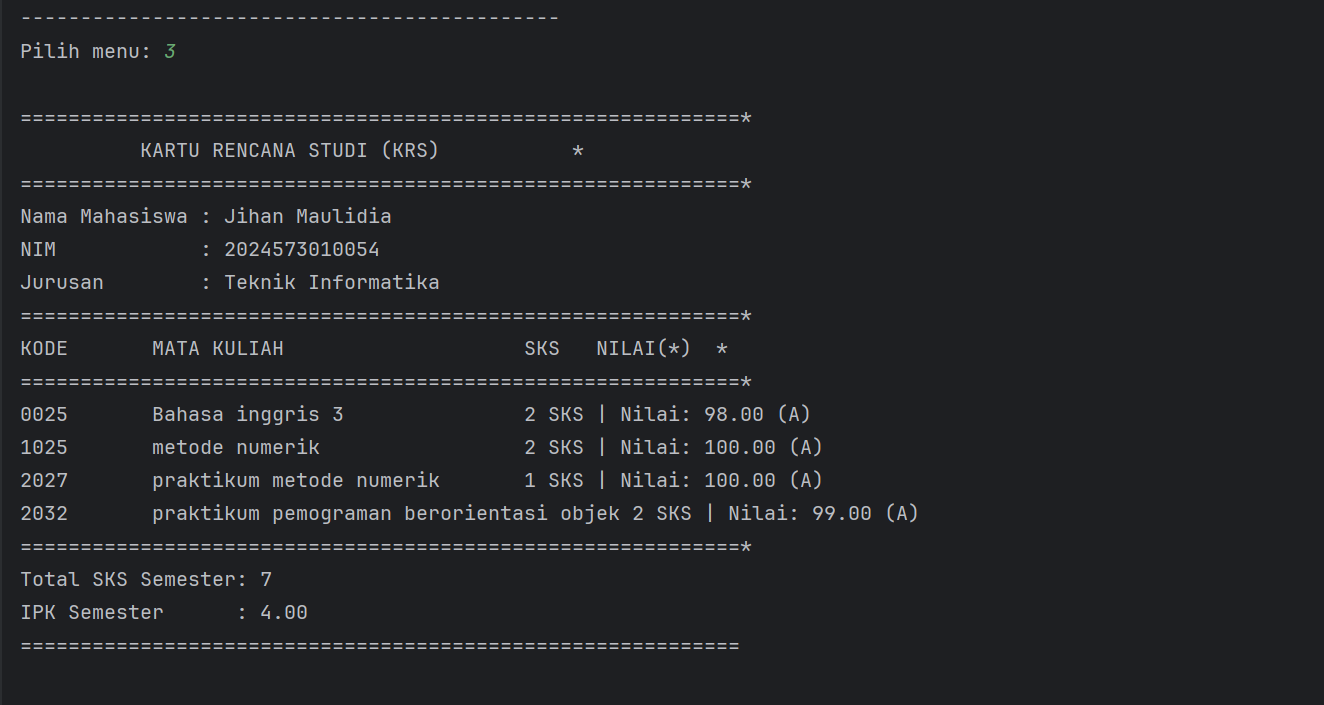 ---------------------------------------------
Pilih menu: 3
============================================================*
          KARTU RENCANA STUDI (KRS)           *
============================================================*
Nama Mahasiswa : Jihan Maulidia
NIM            : 2024573010054
Jurusan        : Teknik Informatika
============================================================*
KODE       MATA KULIAH                    SKS   NILAI(*)  *
============================================================*
0025       Bahasa inggris 3               2 SKS | Nilai: 98.00 (A)
1025       metode numerik                 2 SKS | Nilai: 100.00 (A)
2027       praktikum metode numerik       1 SKS | Nilai: 100.00 (A)
2032       praktikum pemograman berorientasi objek 2 SKS | Nilai: 99.00 (A)
============================================================*
Total SKS Semester: 7
IPK Semester      : 4.00
============================================================